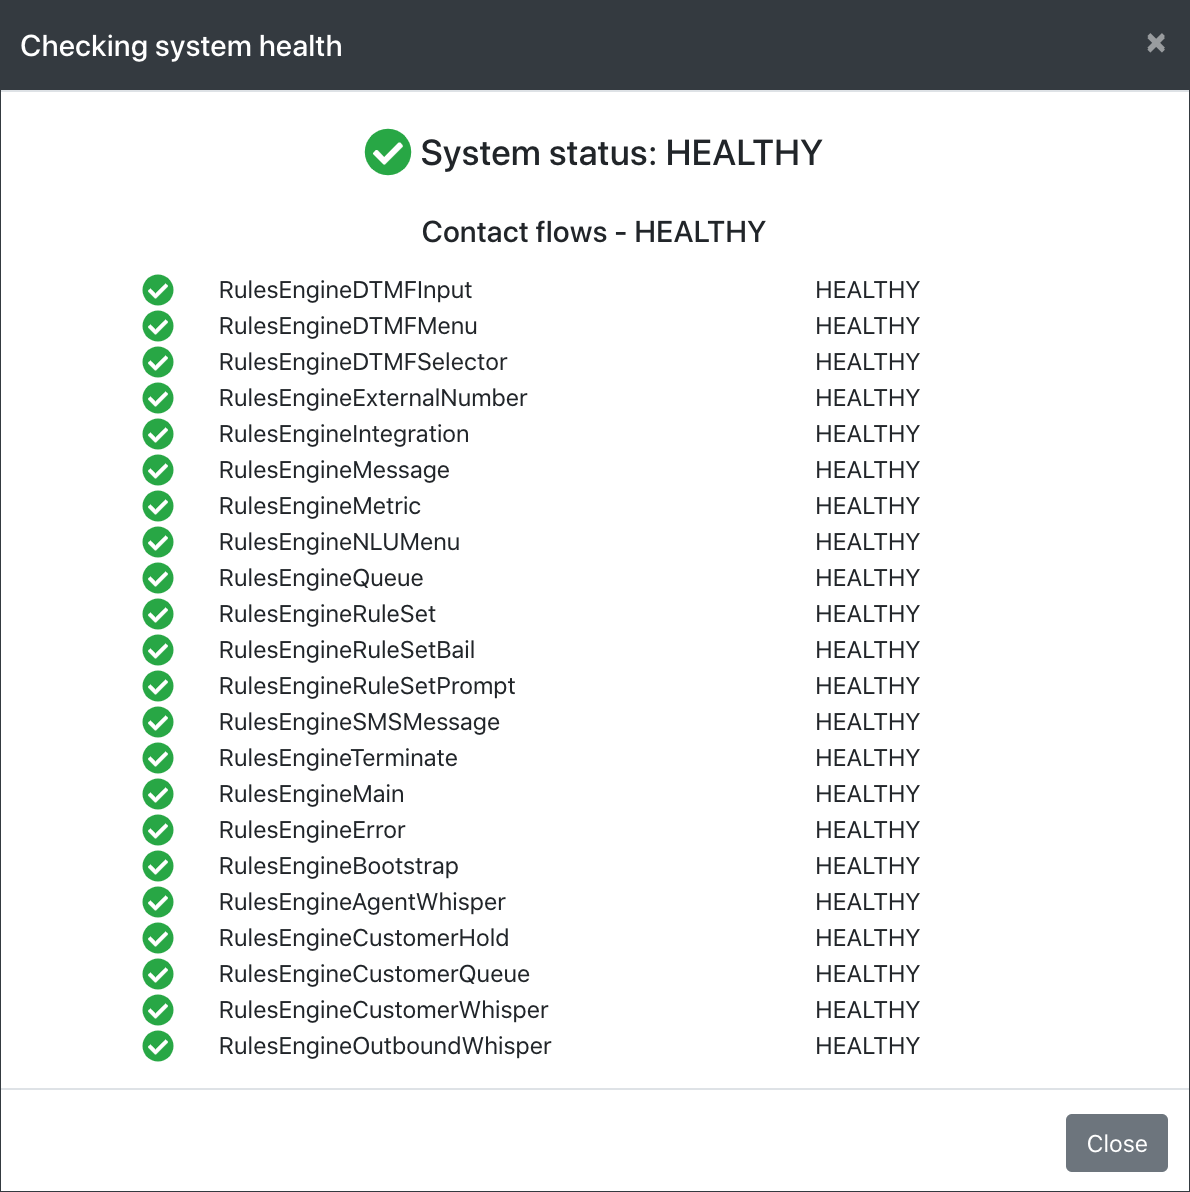 Checking system health ×
System status: HEALTHY
Contact flows - HEALTHY
RulesEngineDTMFInput HEALTHY
RulesEngineDTMFMenu HEALTHY
RulesEngineDTMFSelector HEALTHY
RulesEngineExternalNumber HEALTHY
RulesEngineIntegration HEALTHY
RulesEngineMessage HEALTHY
RulesEngineMetric HEALTHY
RulesEngineNLUMenu HEALTHY
RulesEngineQueue HEALTHY
RulesEngineRuleSet HEALTHY
RulesEngineRuleSetBail HEALTHY
RulesEngineRuleSetPrompt HEALTHY
RulesEngineSMSMessage HEALTHY
RulesEngineTerminate HEALTHY
RulesEngineMain HEALTHY
RulesEngineError HEALTHY
RulesEngineBootstrap HEALTHY
RulesEngineAgentWhisper HEALTHY
RulesEngineCustomerHold HEALTHY
RulesEngineCustomerQueue HEALTHY
RulesEngineCustomerWhisper HEALTHY
RulesEngineOutboundWhisper HEALTHY
Close